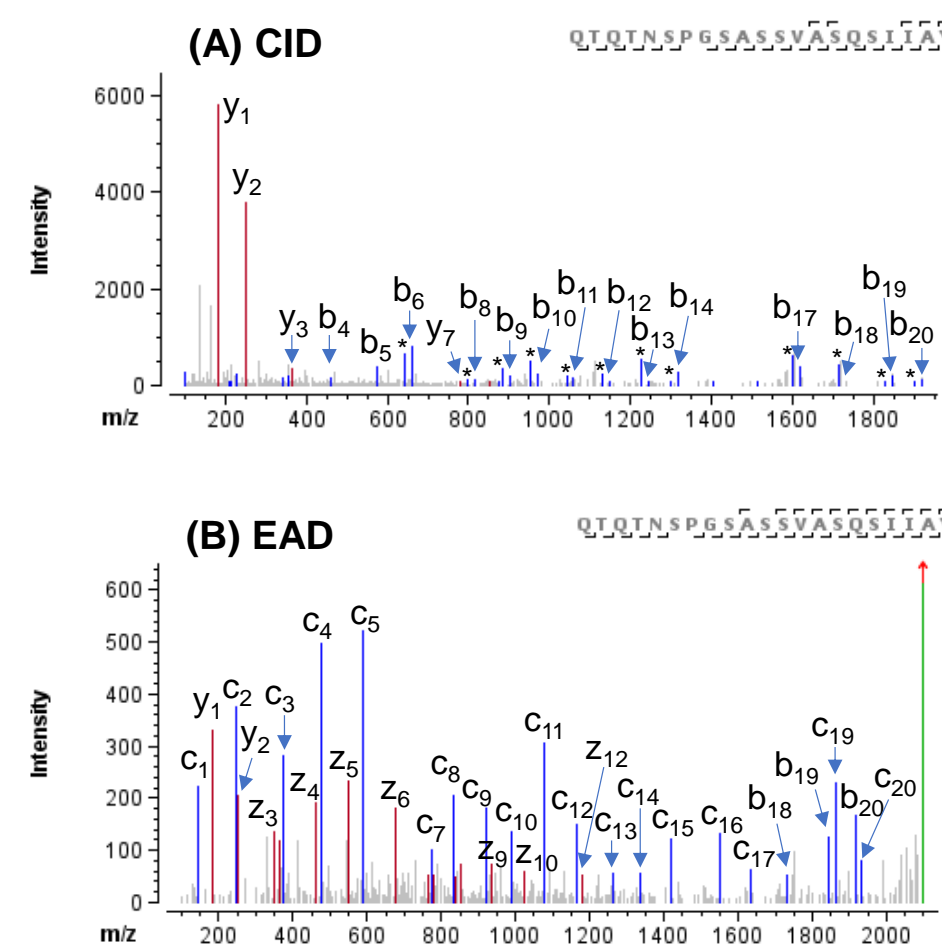 (A) CID
QTQTNSPGSASSVASQSIIA
Intensity
6000
4000
2000
0
y1
y2
y3
b4
b5
b6
*
y7
*
b8
*
b9
*
b10
*
b11
*
b12
*
b13
*
b14
*
b17
*
b18
*
b19
*
b20
m/z 200 400 600 800 1000 1200 1400 1600 1800
(B) EAD
QTQTNSPGSASSVASQSIIA
Intensity
600
500
400
300
200
100
0
c1
y1
c2
y2
z3
c3
z4
c4
z5
c5
z6
c7
c8
c9
z9
c10
z10
c11
c12
z12
c13
c14
c15
c16
c17
b18
b19
c19
b20
c20
m/z 200 400 600 800 1000 1200 1400 1600 1800 2000